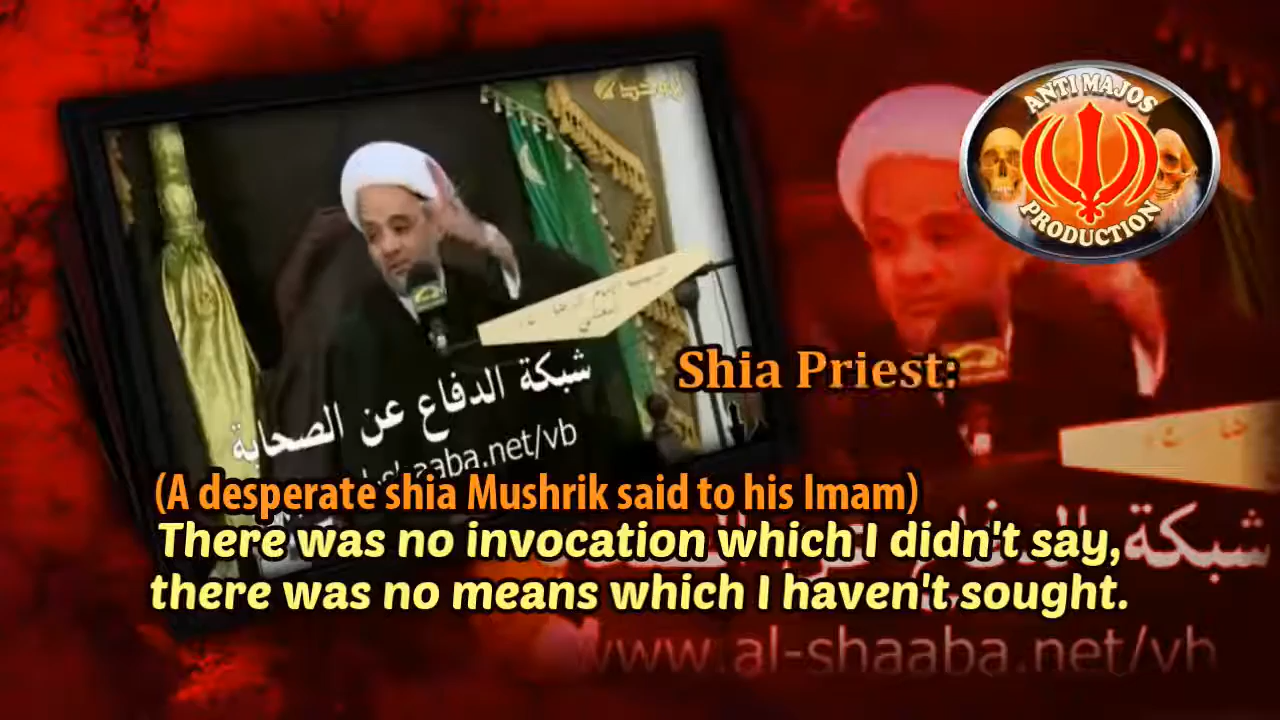 ANTI MAJOS
PRODUCTION
شبكة الدفاع عن الصحابة
Shia Priest:
(A desperate shia Mushrik said to his Imam)
There was no invocation which I didn't say,
there was no means which I haven't sought.
شبكة
www.al-shaaba.net/vb